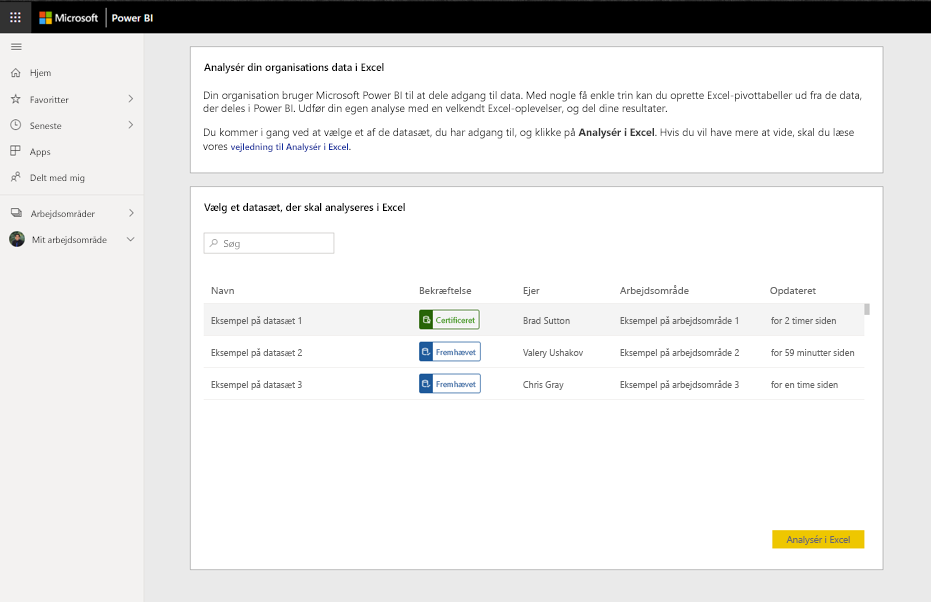 Microsoft Power BI
Hjem
Favoritter
Seneste
Apps
Delt med mig
Arbejdsområder
Mit arbejdsområde
Analysér din organisations data i Excel
Din organisation bruger Microsoft Power BI til at dele adgang til data. Med nogle få enkle trin kan du oprette Excel-pivottabeller ud fra de data,
der deles i Power BI. Udfør din egen analyse med en velkendt Excel-oplevelser, og del dine resultater.
Du kommer i gang ved at vælge et af de datasæt, du har adgang til, og klikke på Analysér i Excel. Hvis du vil have mere at vide, skal du læse
vores vejledning til Analysér i Excel.
Vælg et datasæt, der skal analyseres i Excel
Søg
Navn Bekræftelse Ejer Arbejdsområde Opdateret
Eksempel på datasæt 1 Certificeret Brad Sutton Eksempel på arbejdsområde 1 for 2 timer siden
Eksempel på datasæt 2 Fremhævet Valery Ushakov Eksempel på arbejdsområde 2 for 59 minutter siden
Eksempel på datasæt 3 Fremhævet Chris Gray Eksempel på arbejdsområde 3 for en time siden
Analysér i Excel